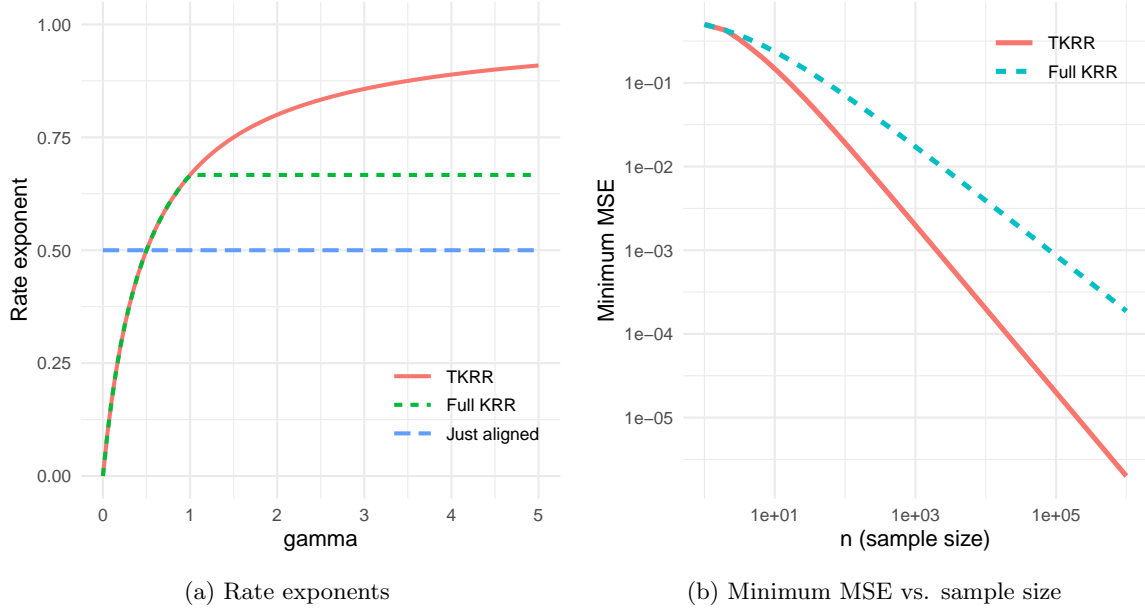 1.00
0.75
0.50
0.25
0.00
Rate exponent
TKRR
Full KRR
Just aligned
0 1 2 3 4 5
gamma
(a) Rate exponents
1e−01
1e−02
1e−03
1e−04
1e−05
Minimum MSE
TKRR
Full KRR
1e+01 1e+03 1e+05
n (sample size)
(b) Minimum MSE vs. sample size